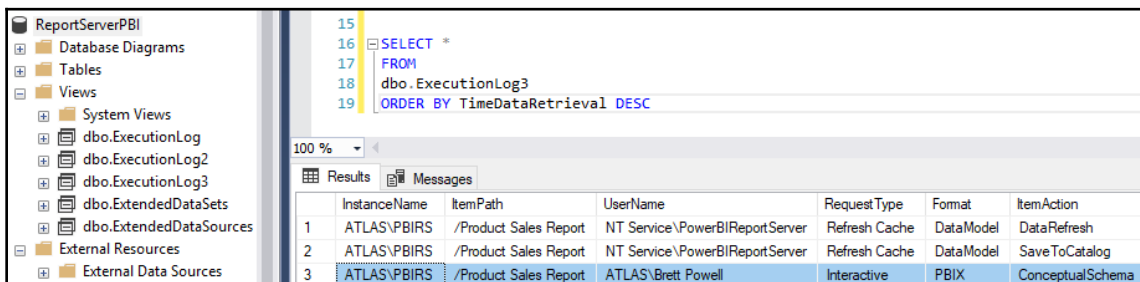 ReportServerPBI
Database Diagrams
Tables
Views
System Views
dbo.ExecutionLog
dbo.ExecutionLog2
dbo.ExecutionLog3
dbo.ExtendedDataSets
dbo.ExtendedDataSources
External Resources
External Data Sources
15
16 SELECT *
17 FROM
18 dbo.ExecutionLog3
19 ORDER BY TimeDataRetrieval DESC
100 %
Results Messages
InstanceName ItemPath UserName RequestType Format ItemAction
1 ATLAS\PBIRS /Product Sales Report NT Service\PowerBIReportServer Refresh Cache DataModel DataRefresh
2 ATLAS\PBIRS /Product Sales Report NT Service\PowerBIReportServer Refresh Cache DataModel SaveToCatalog
3 ATLAS\PBIRS /Product Sales Report ATLAS\Brett Powell Interactive PBIX ConceptualSchema